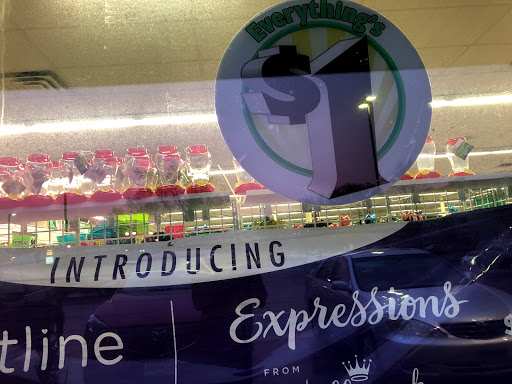 Everything's
$1
INTRODUCING
tline
Expressions
FROM
$